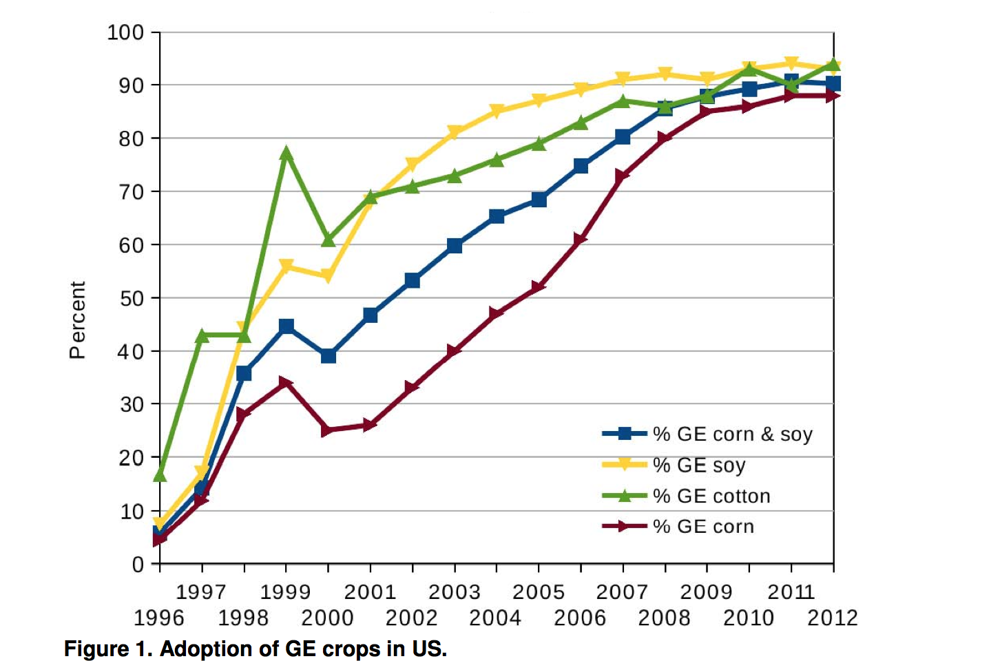 100
90
80
70
60
50
40
30
20
10
0
Percent
% GE corn & soy
% GE soy
% GE cotton
% GE corn
1997 1999 2001 2003 2005 2007 2009 2011
1996 1998 2000 2002 2004 2006 2008 2010 2012
Figure 1. Adoption of GE crops in US.